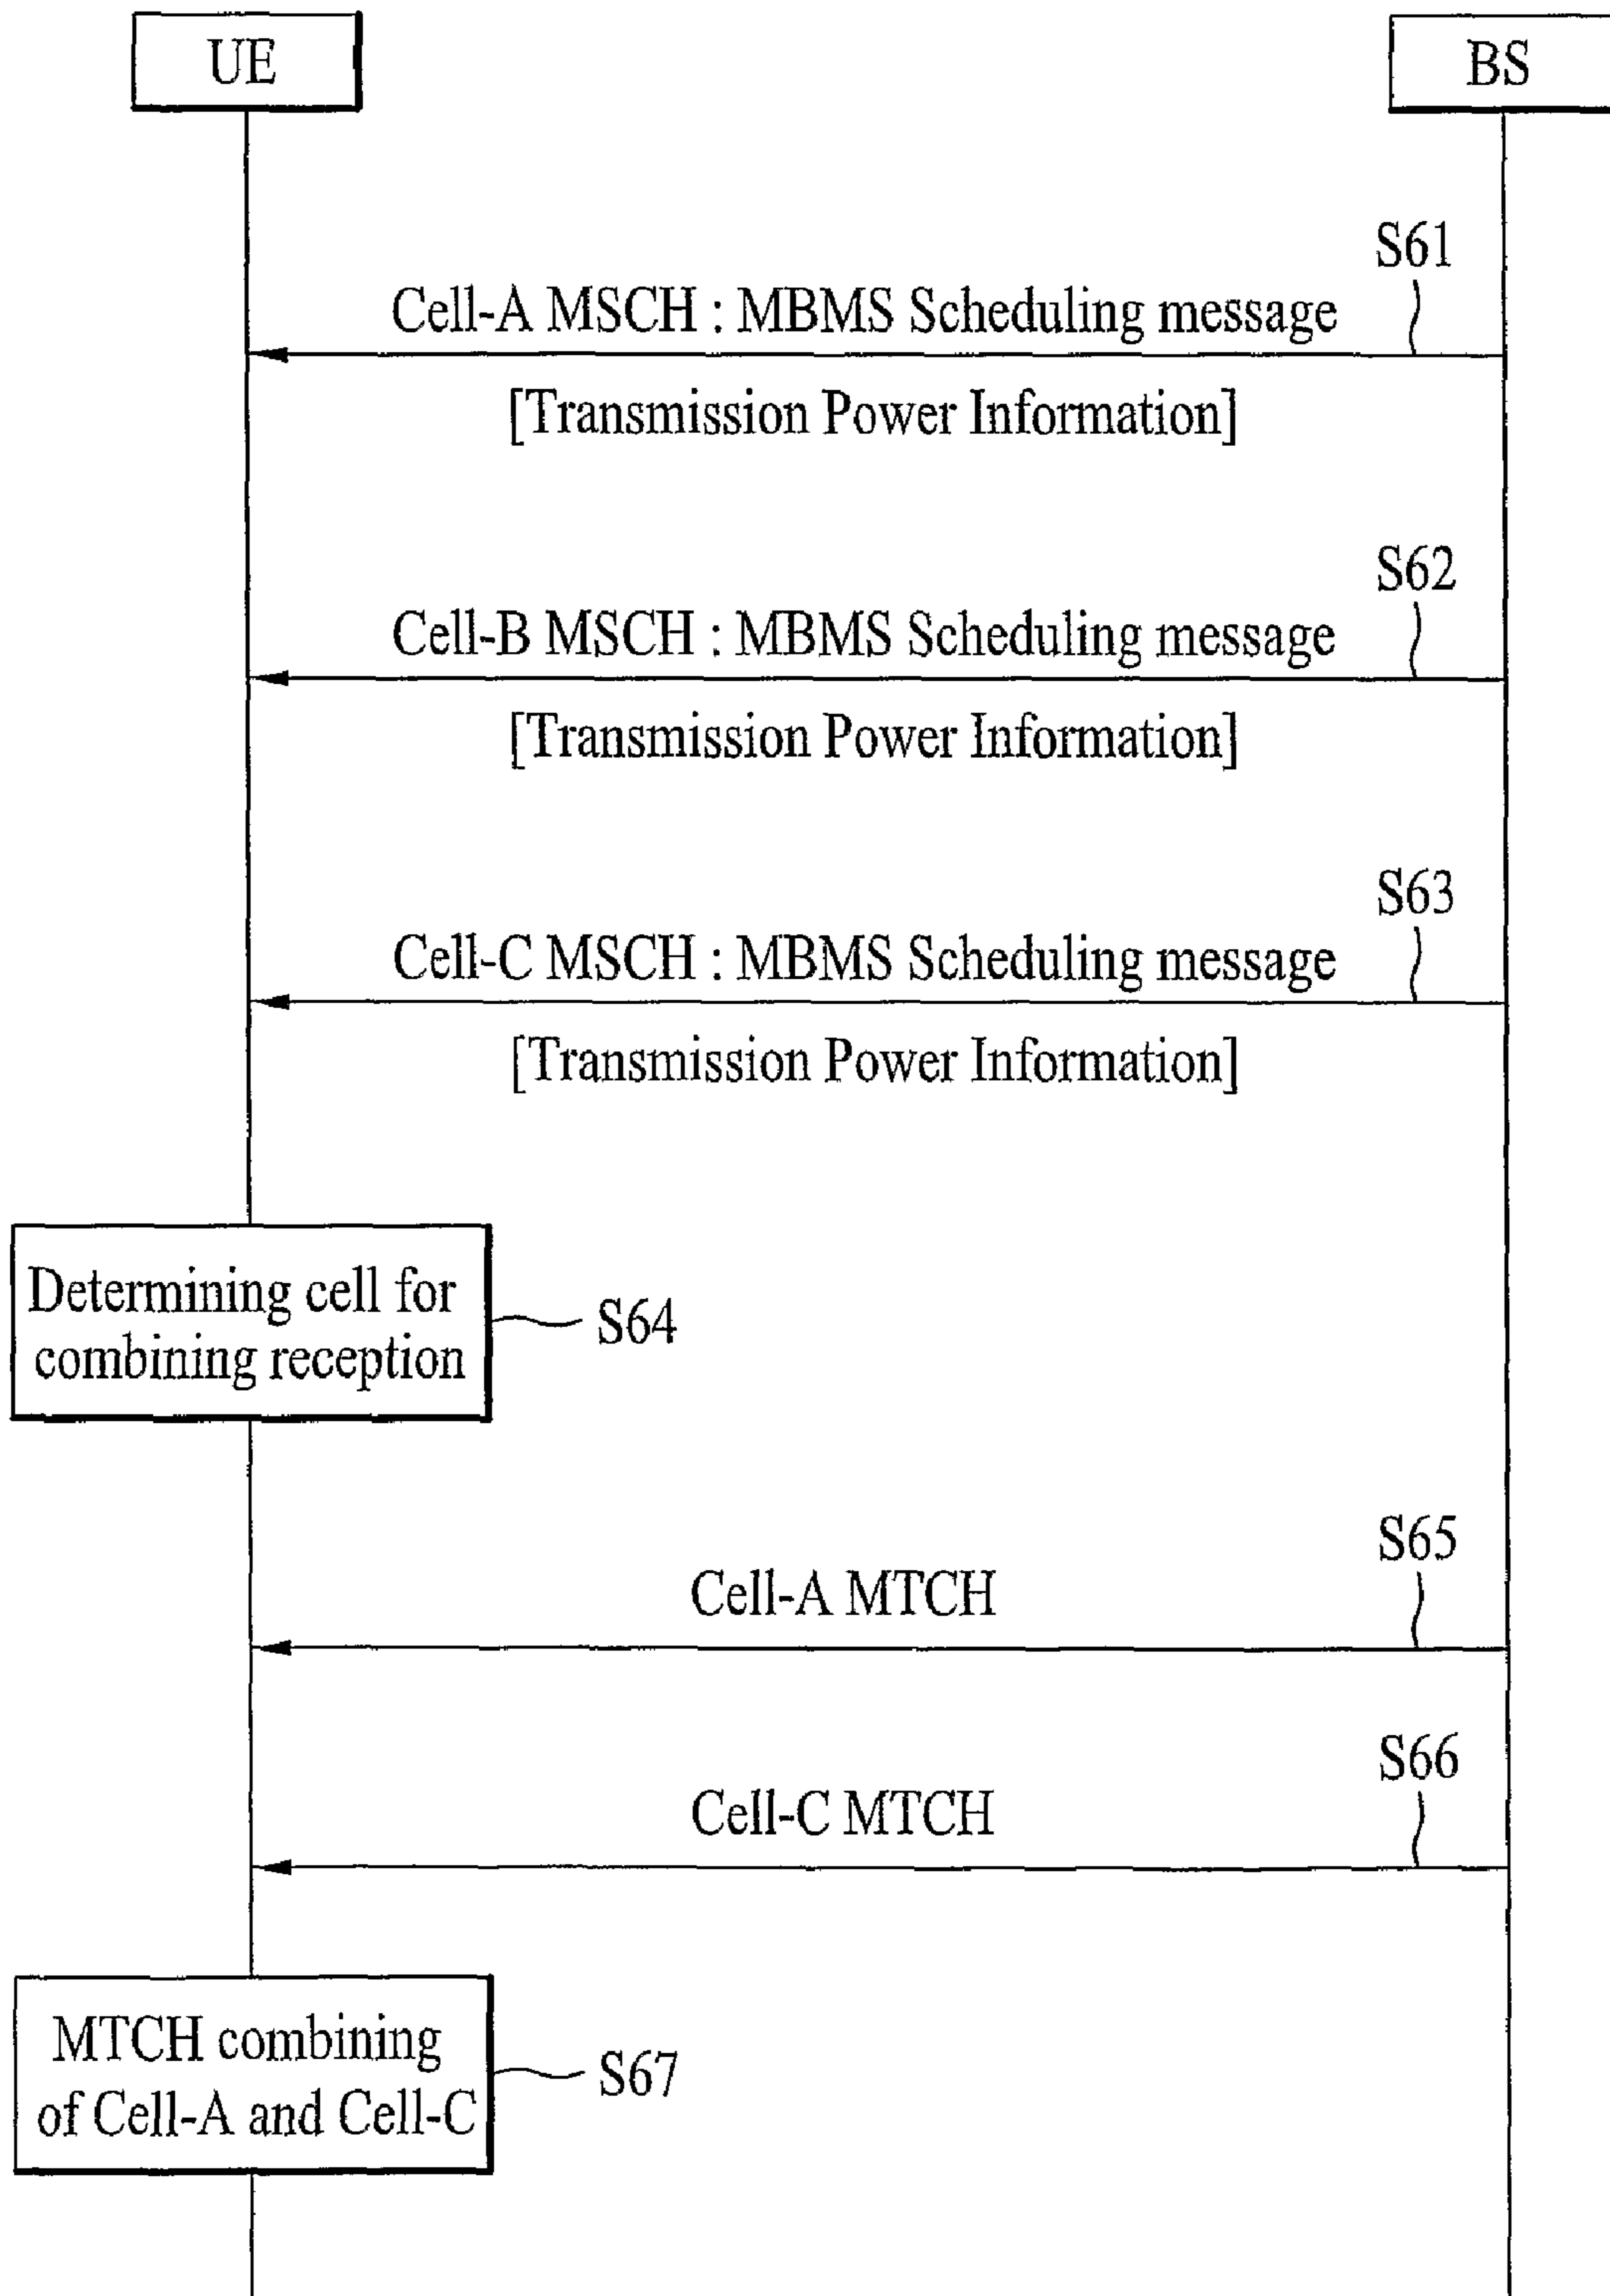 UE
BS
S61
Cell-A MSCH : MBMS Scheduling message
[Transmission Power Information]
S62
Cell-B MSCH : MBMS Scheduling message
[Transmission Power Information]
S63
Cell-C MSCH : MBMS Scheduling message
[Transmission Power Information]
Determining cell for
combining reception
S64
S65
Cell-A MTCH
S66
Cell-C MTCH
MTCH combining
of Cell-A and Cell-C
S67